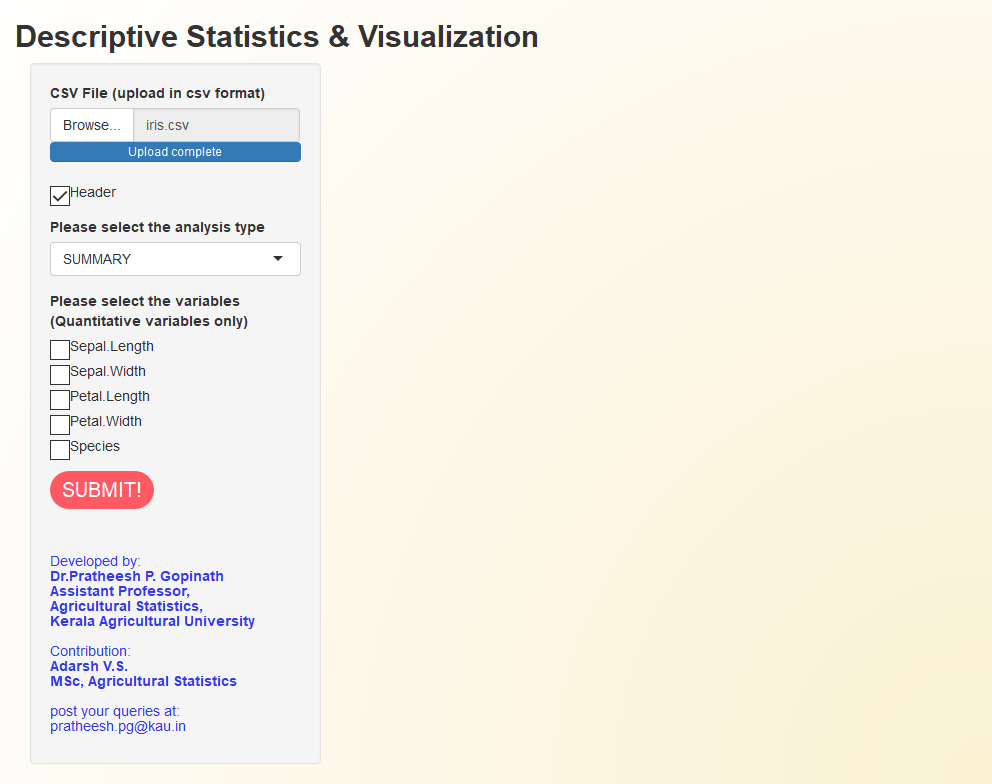 Descriptive Statistics & Visualization
CSV File (upload in csv format)
Browse... iris.csv
Upload complete
Header
Please select the analysis type
SUMMARY
Please select the variables
(Quantitative variables only)
Sepal.Length
Sepal.Width
Petal.Length
Petal.Width
Species
SUBMIT!
Developed by:
Dr.Pratheesh P. Gopinath
Assistant Professor,
Agricultural Statistics,
Kerala Agricultural University
Contribution:
Adarsh V.S.
MSc, Agricultural Statistics
post your queries at:
pratheesh.pg@kau.in